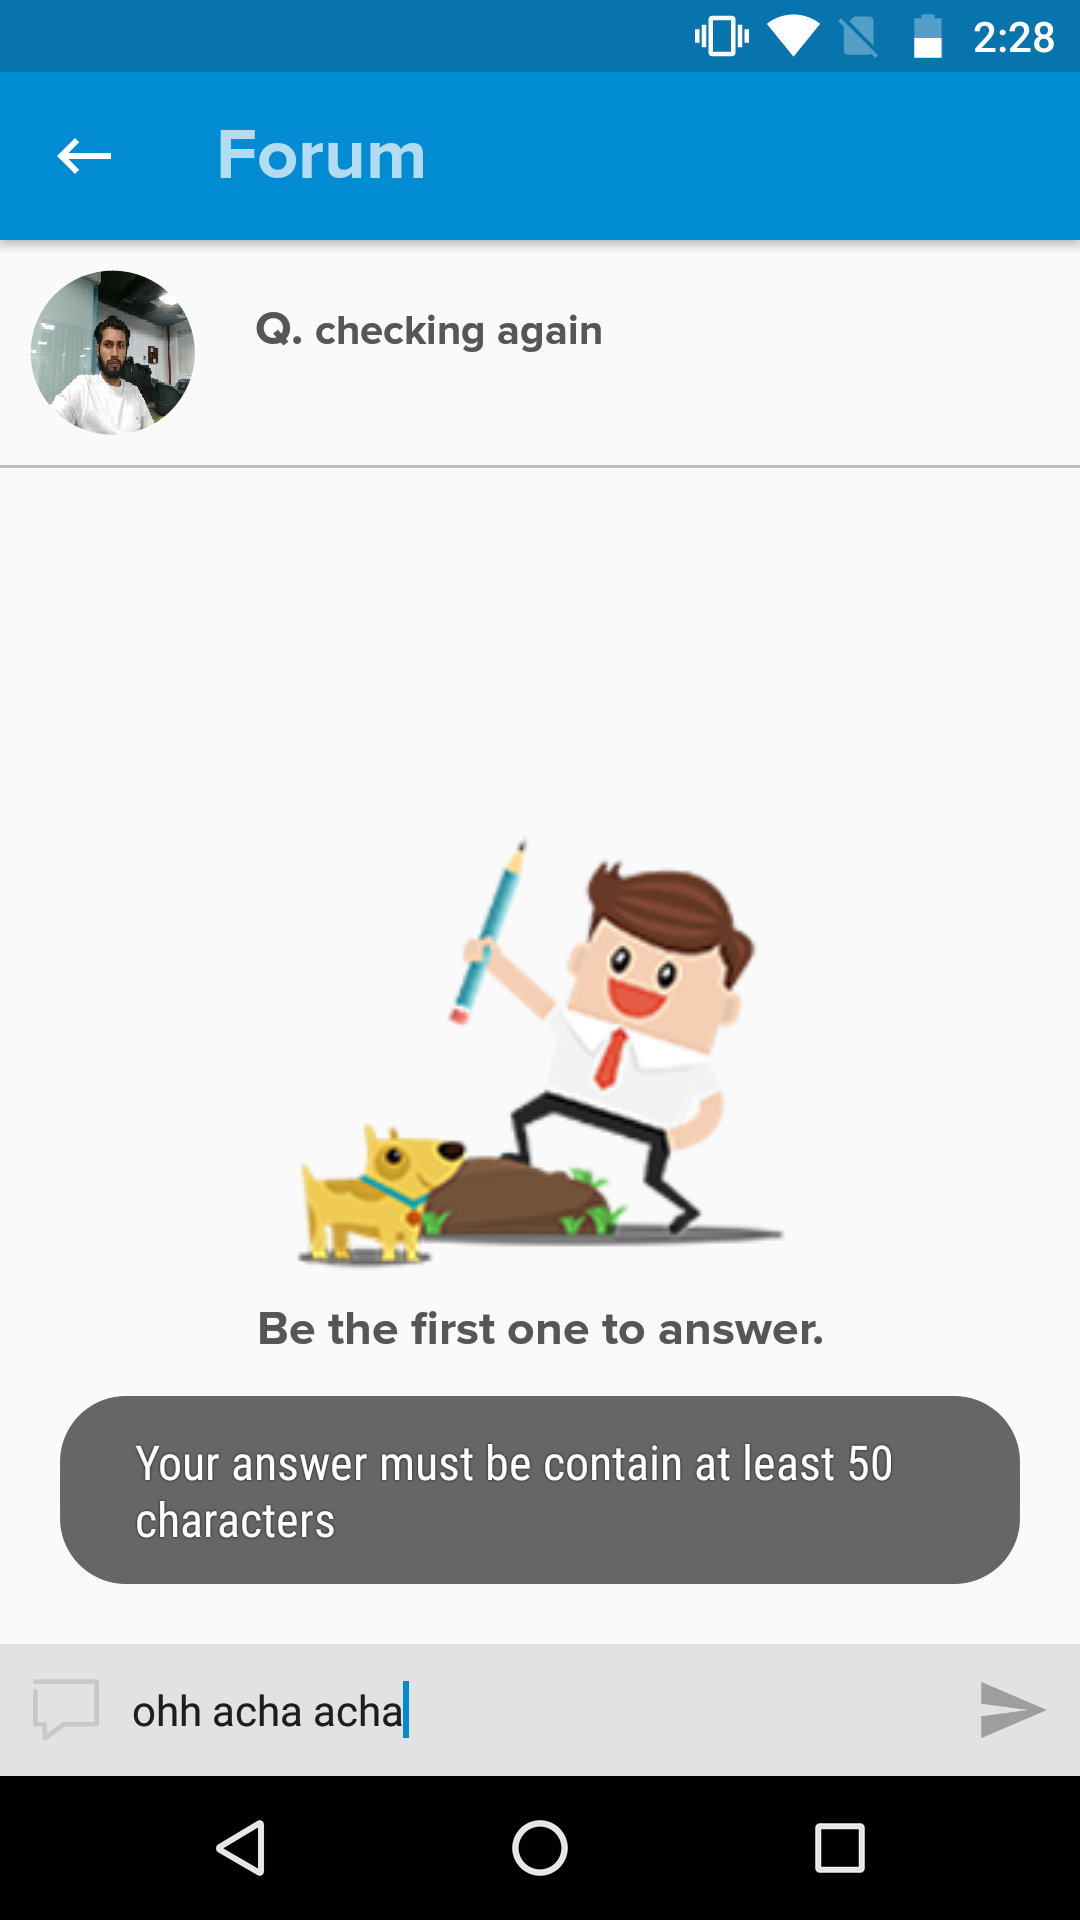 2:28
Forum
Q. checking again
Be the first one to answer.
Your answer must be contain at least 50
characters
ohh acha acha